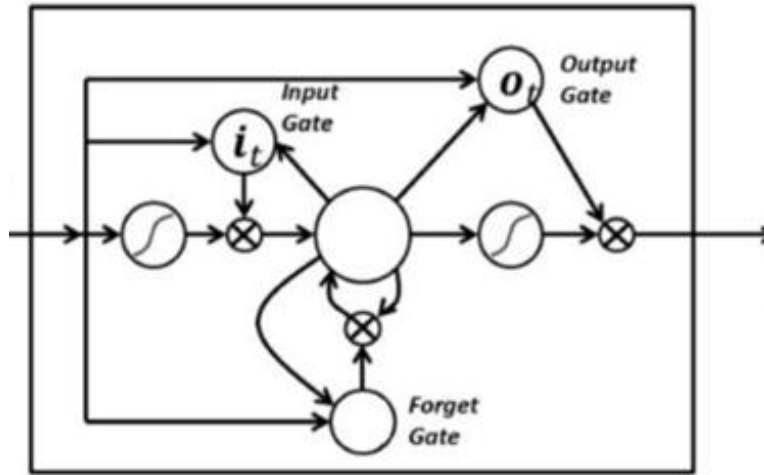 Input
Gate
i_t
o_t
Output
Gate
Forget
Gate